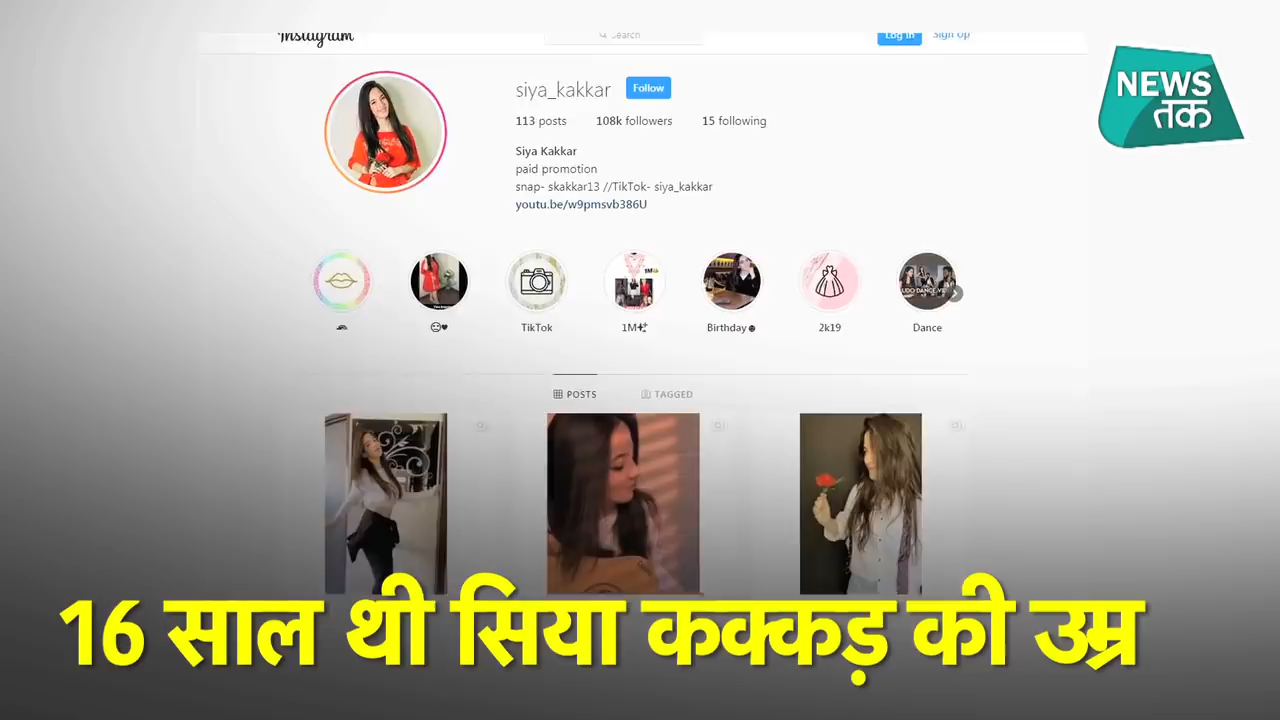 Instagram
Search
Log In
Sign Up
NEWS
तक
siya_kakkar
Follow
113 posts 108k followers 15 following
Siya Kakkar
paid promotion
snap- skakkar13 //TikTok- siya_kakkar
youtu.be/w9pmsvb386U
TikTok
1M
Birthday
2k19
Dance
POSTS
TAGGED
16 साल थी सिया कक्कड़ की उम्र